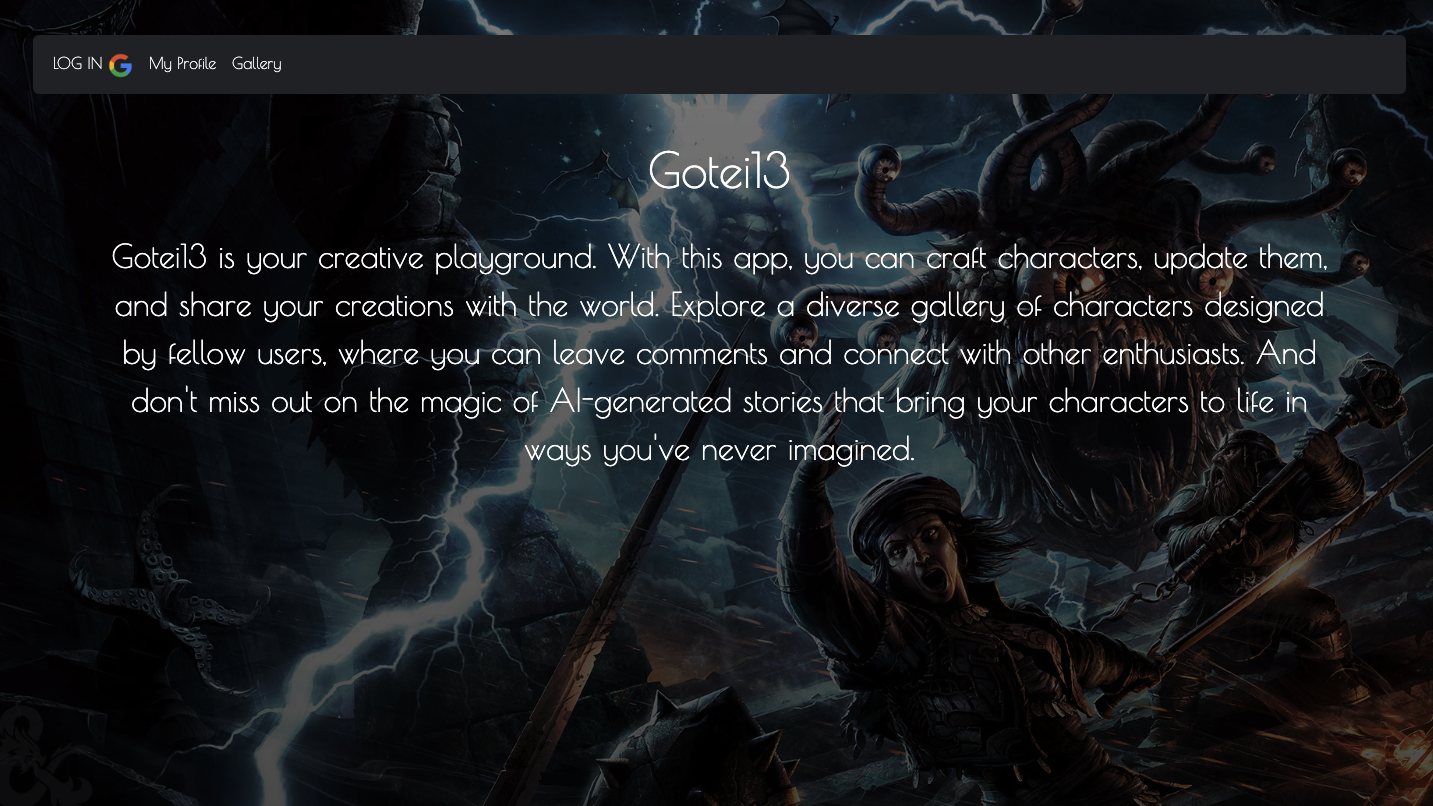 LOG IN My Profile Gallery
Gotei13
Gotei13 is your creative playground. With this app, you can craft characters, update them,
and share your creations with the world. Explore a diverse gallery of characters designed
by fellow users, where you can leave comments and connect with other enthusiasts. And
don't miss out on the magic of AI-generated stories that bring your characters to life in
ways you've never imagined.